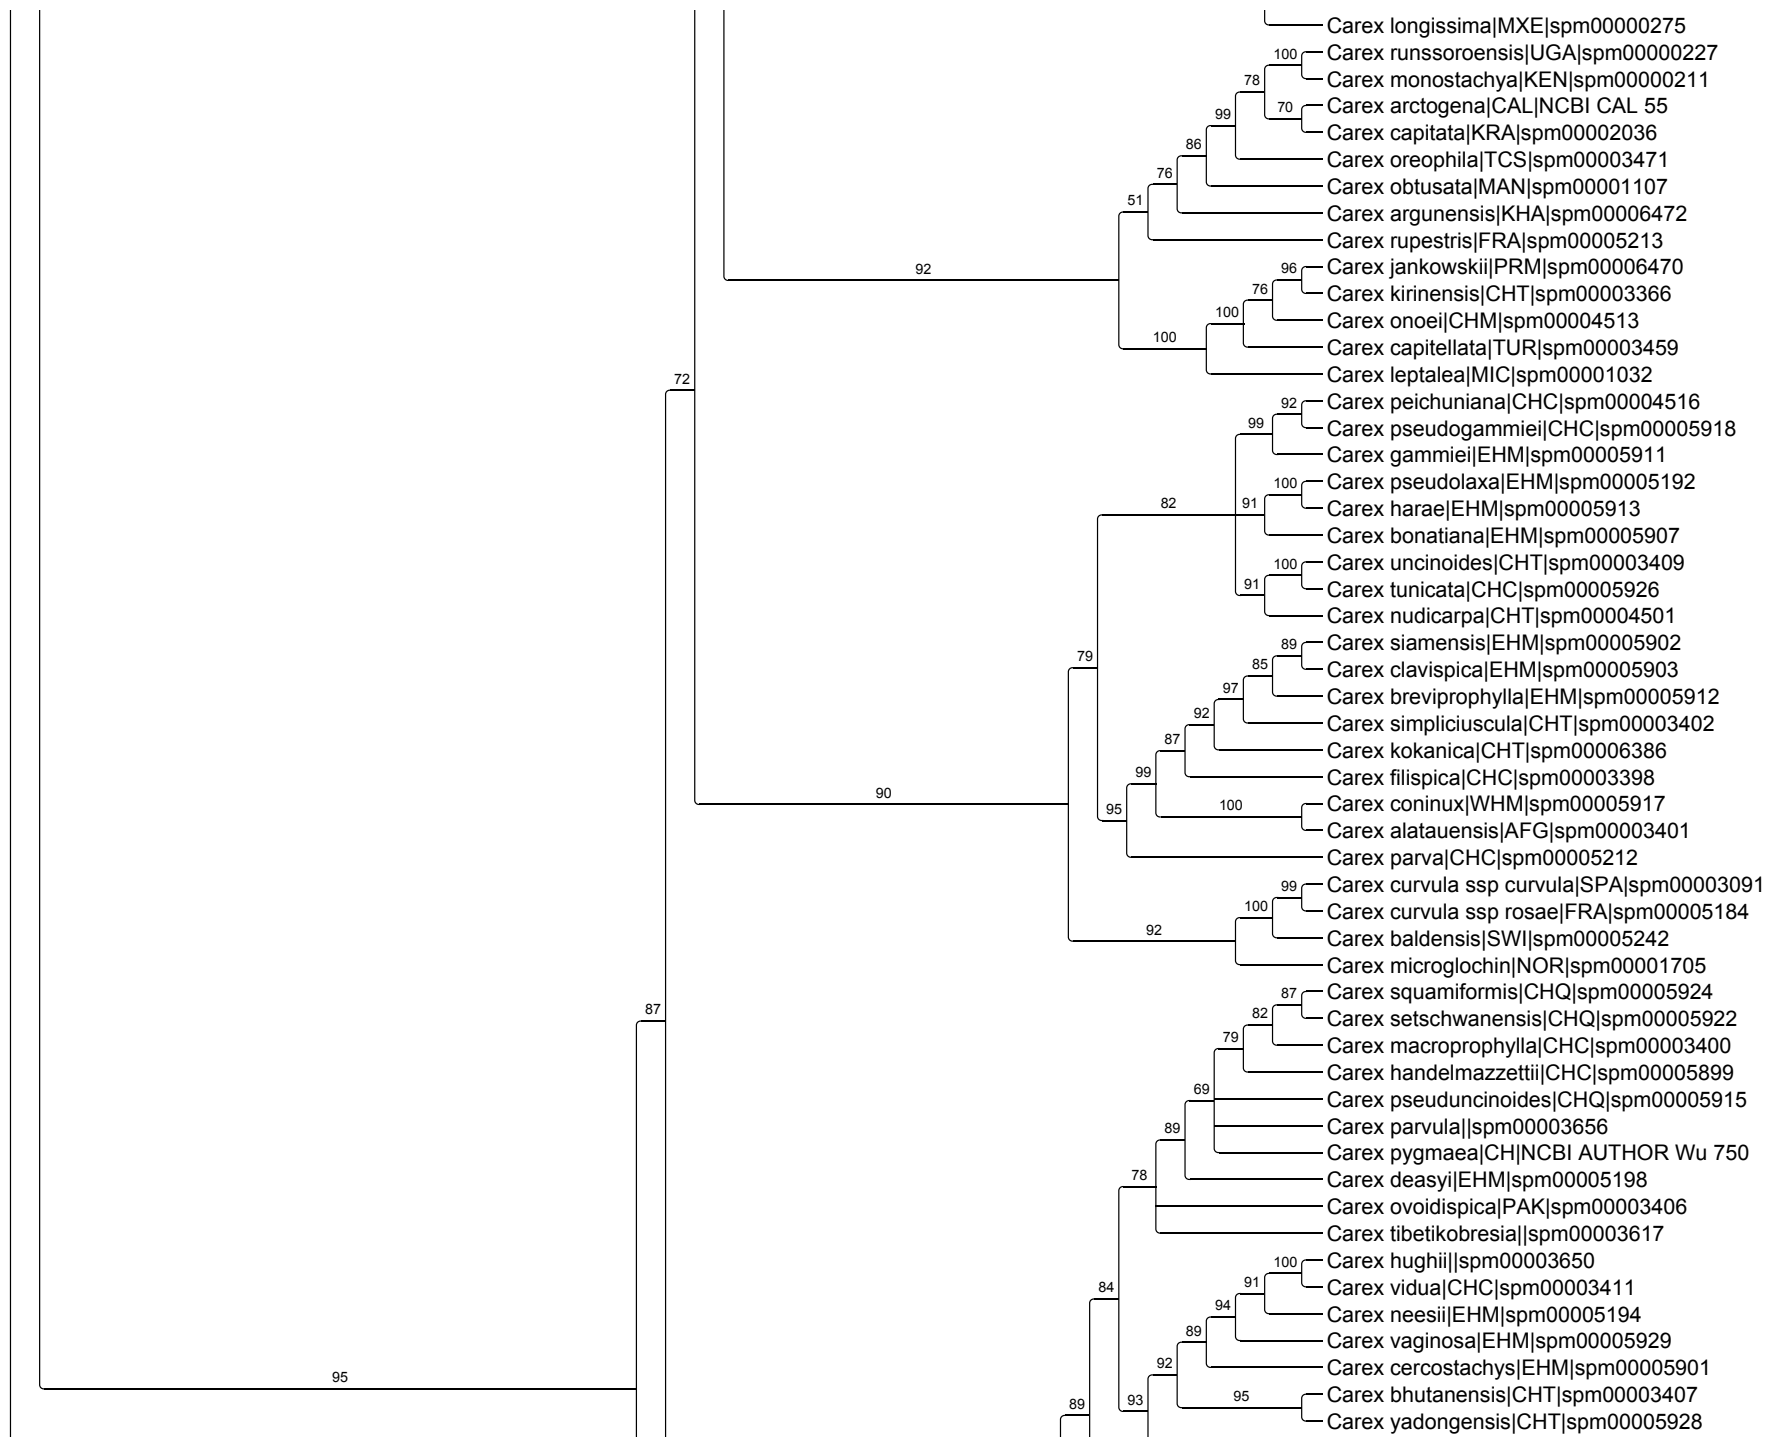 Carex longissima|MXE|spm00000275
Carex runssoroensis|UGA|spm00000227
100
Carex monostachya|KEN|spm00000211
78
Carex arctogena|CAL|NCBI CAL 55
70
99
Carex capitata|KRA|spm00002036
86
Carex oreophila|TCS|spm00003471
76
Carex obtusata|MAN|spm00001107
51
Carex argunensis|KHA|spm00006472
Carex rupestris|FRA|spm00005213
92
Carex jankowskii|PRM|spm00006470
96
Carex kirinensis|CHT|spm00003366
76
Carex onoei|CHM|spm00004513
100
100
Carex capitellata|TUR|spm00003459
Carex leptalea|MIC|spm00001032
72
Carex peichuniana|CHC|spm00004516
92
Carex pseudogammiei|CHC|spm00005918
99
Carex gammiei|EHM|spm00005911
Carex pseudolaxa|EHM|spm00005192
100
82
91
Carex harae|EHM|spm00005913
Carex bonatiana|EHM|spm00005907
Carex uncinoides|CHT|spm00003409
100
Carex tunicata|CHC|spm00005926
91
Carex nudicarpa|CHT|spm00004501
Carex siamensis|EHM|spm00005902
89
79
Carex clavispica|EHM|spm00005903
85
Carex breviprophylla|EHM|spm00005912
97
Carex simpliciuscula|CHT|spm00003402
92
Carex kokanica|CHT|spm00006386
87
Carex filispica|CHC|spm00003398
99
90
Carex coninux|WHM|spm00005917
100
95
Carex alatauensis|AFG|spm00003401
Carex parva|CHC|spm00005212
Carex curvula ssp curvula|SPA|spm00003091
99
Carex curvula ssp rosae|FRA|spm00005184
100
92
Carex baldensis|SWI|spm00005242
Carex microglochin|NOR|spm00001705
Carex squamiformis|CHQ|spm00005924
87
87
Carex setschwanensis|CHQ|spm00005922
82
Carex macroprophylla|CHC|spm00003400
79
Carex handelmazzettii|CHC|spm00005899
69
Carex pseuduncinoides|CHQ|spm00005915
Carex parvula||spm00003656
89
Carex pygmaea|CH|NCBI AUTHOR Wu 750
78
Carex deasyi|EHM|spm00005198
Carex ovoidispica|PAK|spm00003406
Carex tibetikobresia||spm00003617
Carex hughii||spm00003650
100
84
Carex vidua|CHC|spm00003411
91
Carex neesii|EHM|spm00005194
94
Carex vaginosa|EHM|spm00005929
89
Carex cercostachys|EHM|spm00005901
92
95
Carex bhutanensis|CHT|spm00003407
95
89
93
Carex yadongensis|CHT|spm00005928